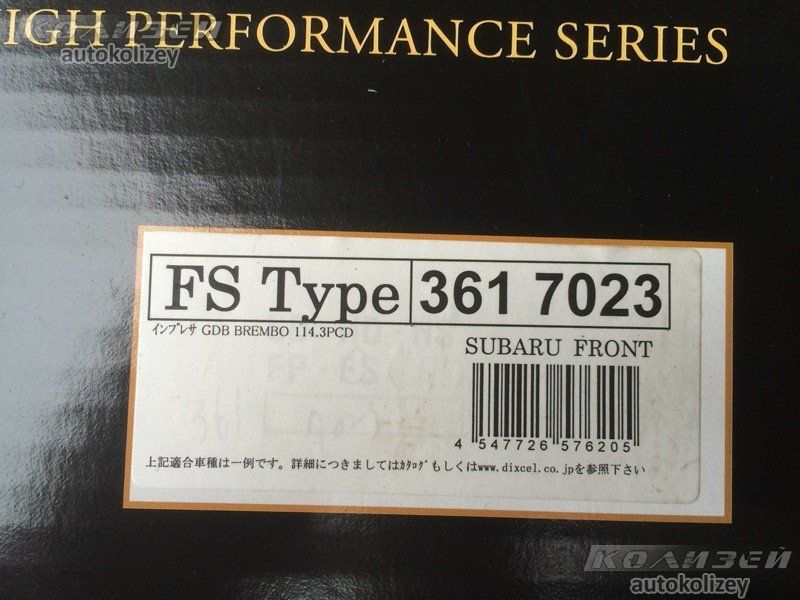 HIGH PERFORMANCE SERIES
КОЛИЗЕЙ
autokolizey
FS Type 361 7023
インプレサ GDB BREMBO 114.3PCD
SUBARU FRONT
4 547726 576205
上記適合車種は一例です。詳細につきましてはカタログもしくはwww.dixcel.co.jpを参照下さい
КОЛИЗЕЙ
autokolizey